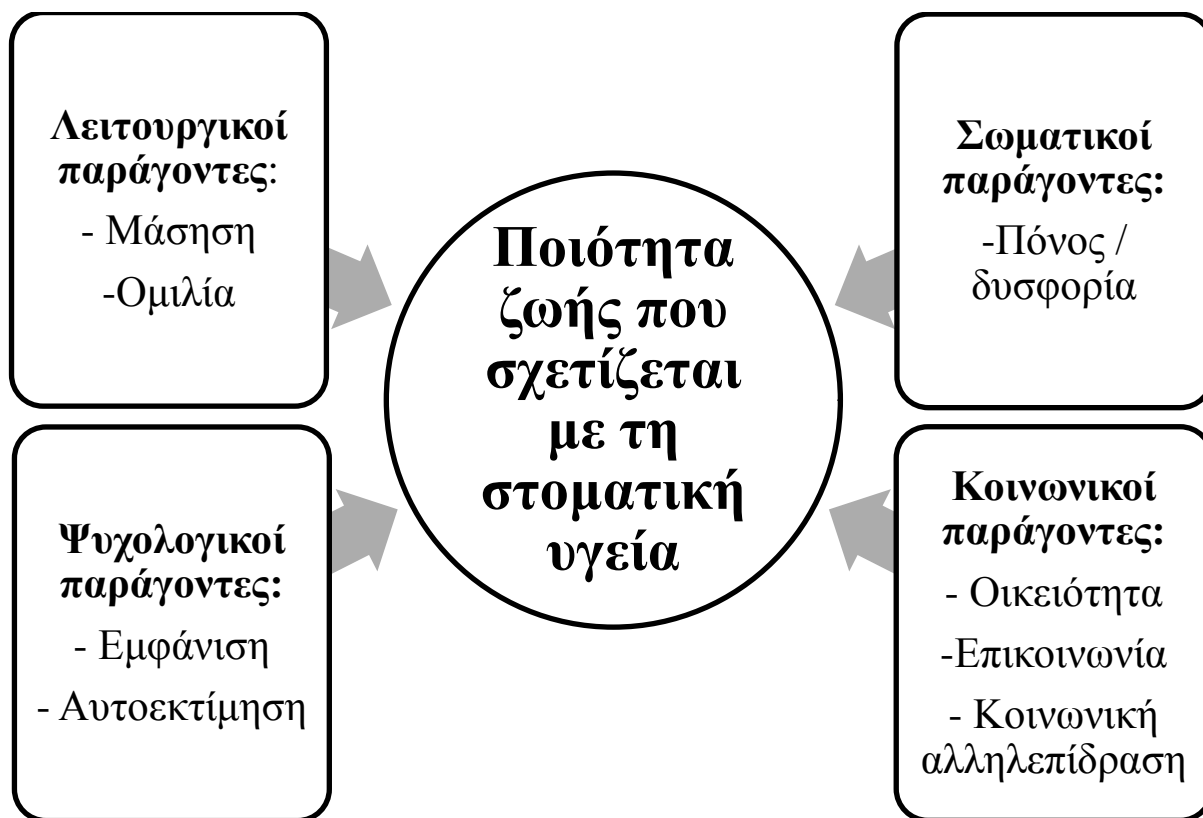 Λειτουργικοί
παράγοντες:
- Μάσηση
-Ομιλία
Ψυχολογικοί
παράγοντες:
- Εμφάνιση
- Αυτοεκτίμηση
Ποιότητα
ζωής που
σχετίζεται
με τη
στοματική
υγεία
Σωματικοί
παράγοντες:
-Πόνος /
δυσφορία
Κοινωνικοί
παράγοντες:
- Οικειότητα
-Επικοινωνία
- Κοινωνική
αλληλεπίδραση